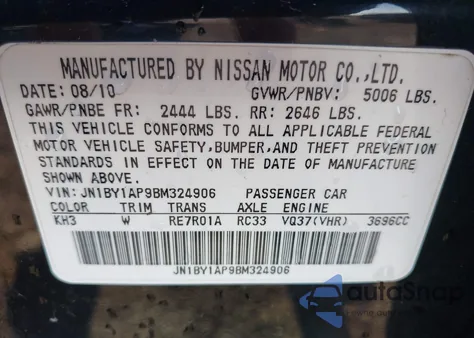 MANUFACTURED BY NISSAN MOTOR CO.,LTD.
DATE: 08/10 GVWR/PNBV: 5006 LBS.
GAWR/PNBE FR: 2444 LBS. RR: 2646 LBS.
THIS VEHICLE CONFORMS TO ALL APPLICABLE FEDERAL
MOTOR VEHICLE SAFETY,BUMPER,AND THEFT PREVENTION
STANDARDS IN EFFECT ON THE DATE OF MANUFACTURE
SHOWN ABOVE.
VIN: JN1BY1AP9BM324906 PASSENGER CAR
COLOR TRIM TRANS AXLE ENGINE
KH3 W RE7R01A RC33 VQ37(VHR) 3696CC
JN1BY1AP9BM324906
autoSnap